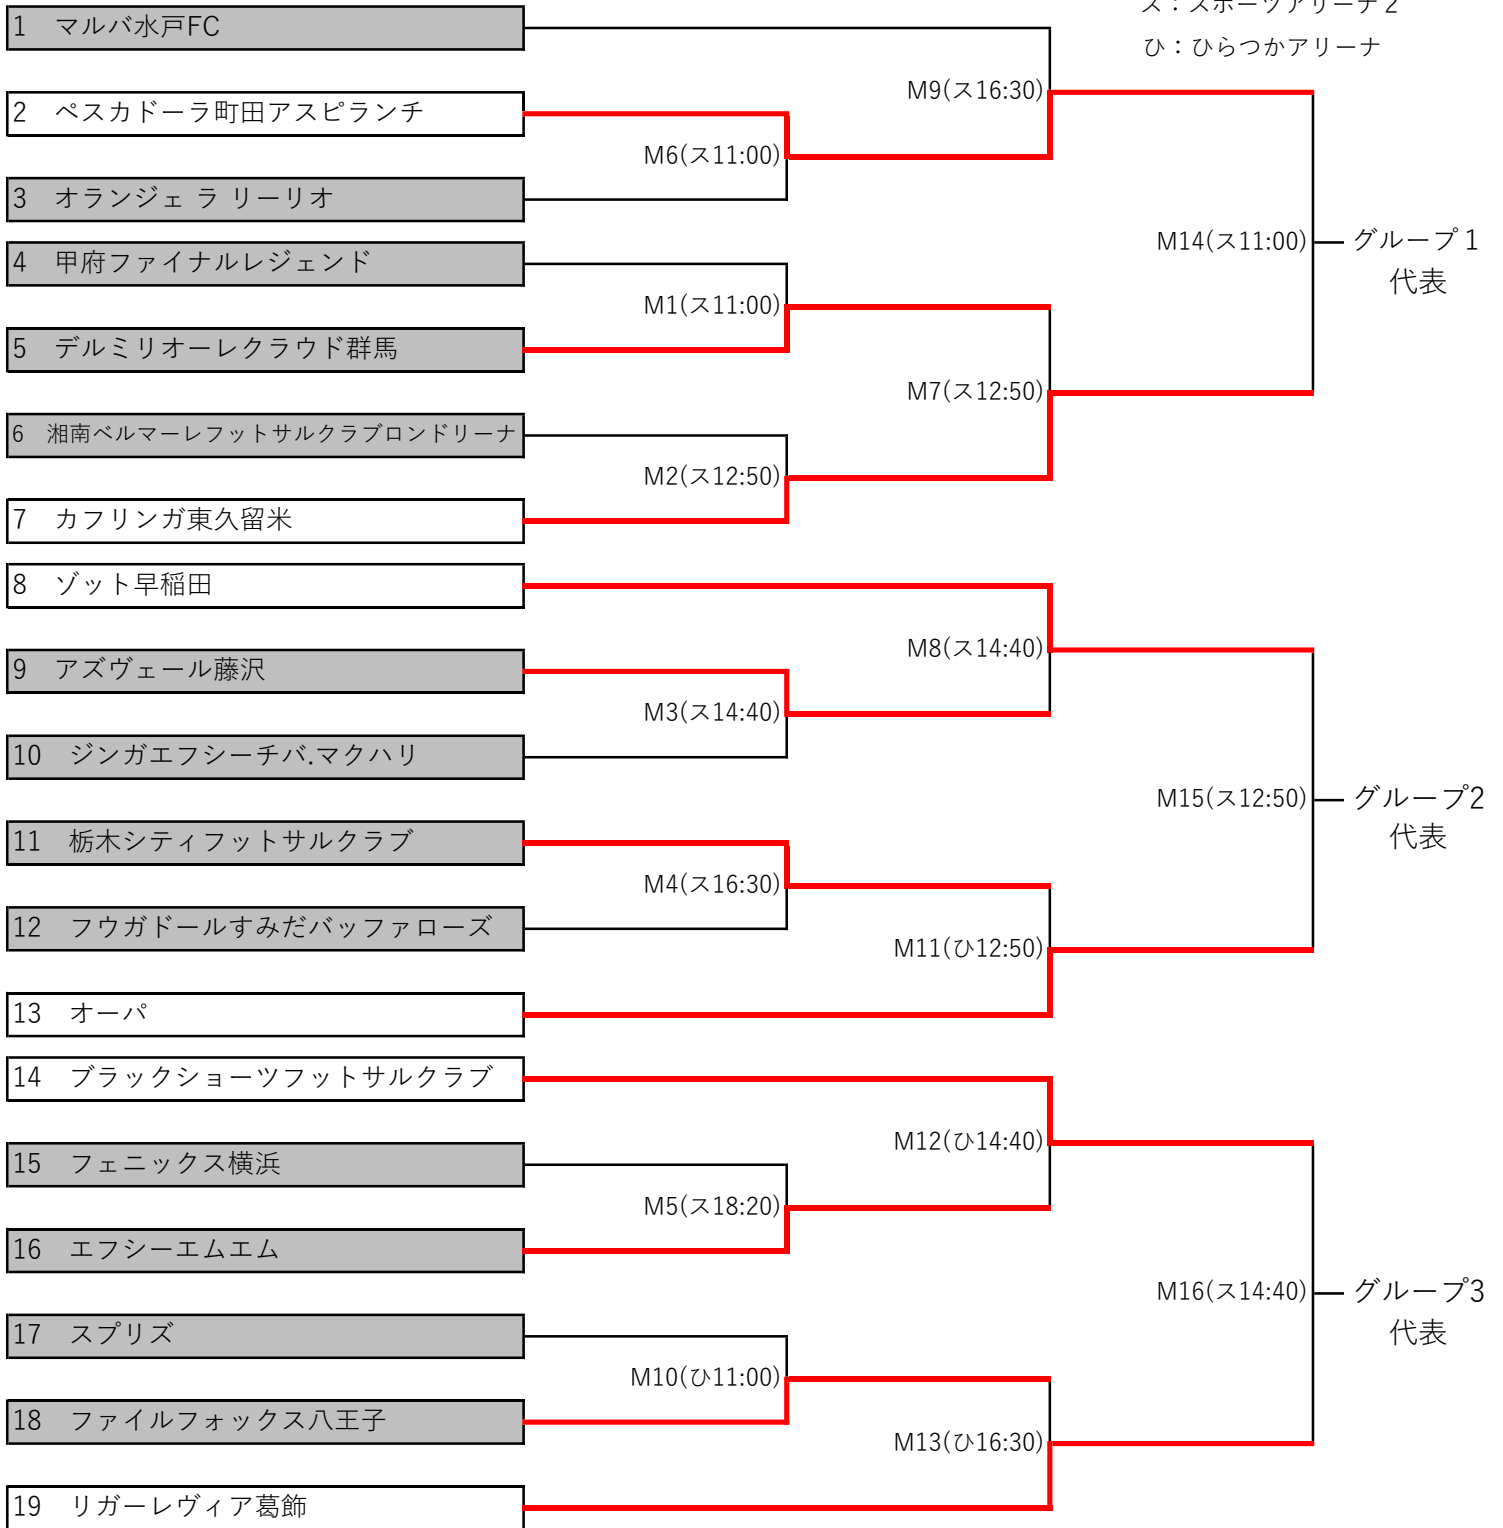 ス：スポーツアリーナ２
ひ：ひらつかアリーナ
1 マルバ水戸FC
M9(ス16:30)
2 ペスカドーラ町田アスピランチ
M6(ス11:00)
3 オランジェ ラ リーリオ
M14(ス11:00)
グループ１
代表
4 甲府ファイナルレジェンド
M1(ス11:00)
5 デルミリオーレクラウド群馬
M7(ス12:50)
6 湘南ベルマーレフットサルクラブロンドリーナ
M2(ス12:50)
7 カフリンガ東久留米
8 ゾット早稲田
M8(ス14:40)
9 アズヴェール藤沢
M3(ス14:40)
10 ジンガエフシーチバ.マクハリ
M15(ス12:50)
グループ2
代表
11 栃木シティフットサルクラブ
M4(ス16:30)
12 フウガドールすみだバッファローズ
M11(ひ12:50)
13 オーパ
14 ブラックショーツフットサルクラブ
M12(ひ14:40)
15 フェニックス横浜
M5(ス18:20)
16 エフシーエムエム
M16(ス14:40)
グループ3
代表
17 スプリズ
M10(ひ11:00)
18 ファイルフォックス八王子
M13(ひ16:30)
19 リガーレヴィア葛飾